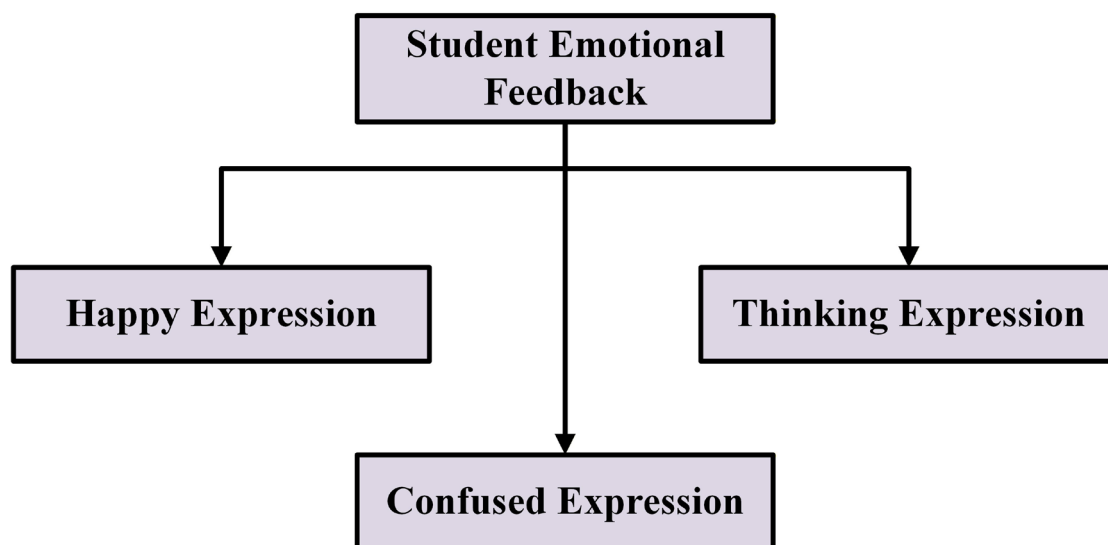 Student Emotional
Feedback
Happy Expression
Thinking Expression
Confused Expression